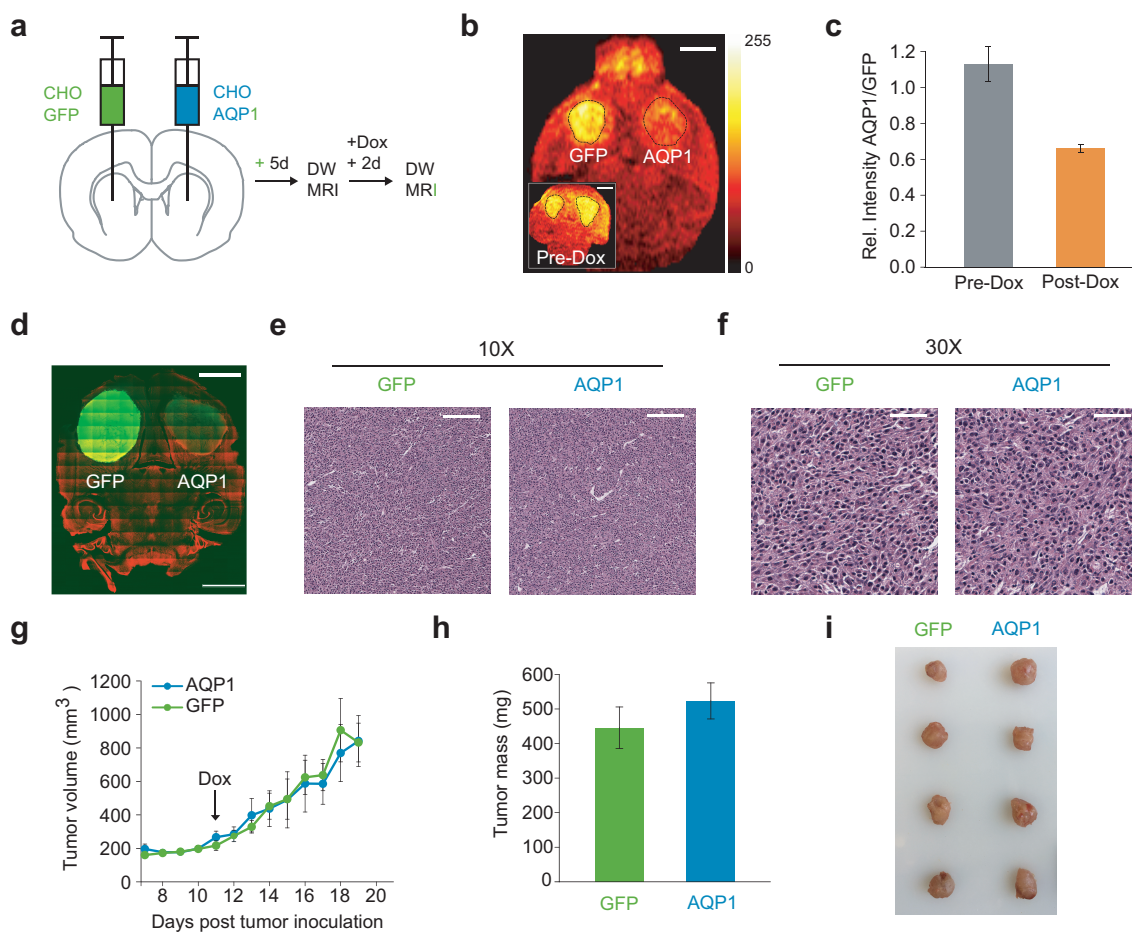 a
CHO
GFP
CHO
AQP1
+ 5d
DW
MRI
+Dox
+ 2d
DW
MRI
b
255
GFP
AQP1
Pre-Dox
0
c
Rel. Intensity AQP1/GFP
1.2
1.0
0.8
0.6
0.4
0.2
0.0
Pre-Dox
Post-Dox
d
GFP
AQP1
e
10X
GFP
AQP1
f
30X
GFP
AQP1
g
Tumor volume (mm³)
1200
1000
800
600
400
200
0
AQP1
GFP
Dox
8
10
12
14
16
18
20
Days post tumor inoculation
h
Tumor mass (mg)
600
500
400
300
200
100
0
GFP
AQP1
i
GFP
AQP1